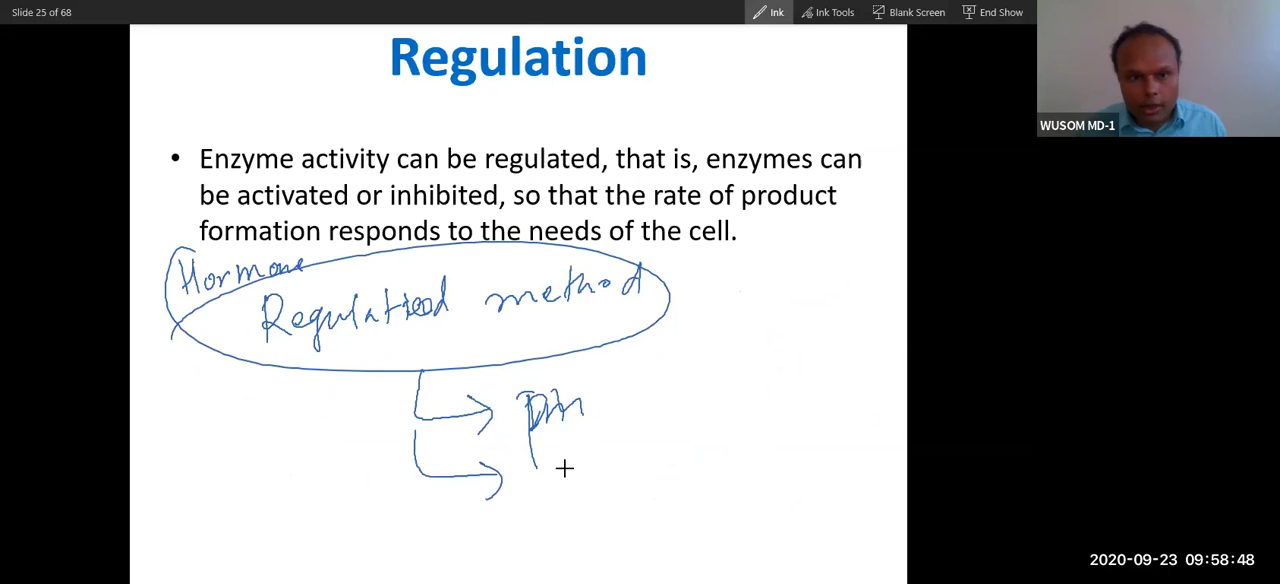 Slide 25 of 68
Ink
Ink Tools
Blank Screen
End Show
Regulation
WUSOM MD-1
• Enzyme activity can be regulated, that is, enzymes can
be activated or inhibited, so that the rate of product
formation responds to the needs of the cell.
Hormone
method
2020-09-23 09:58:48